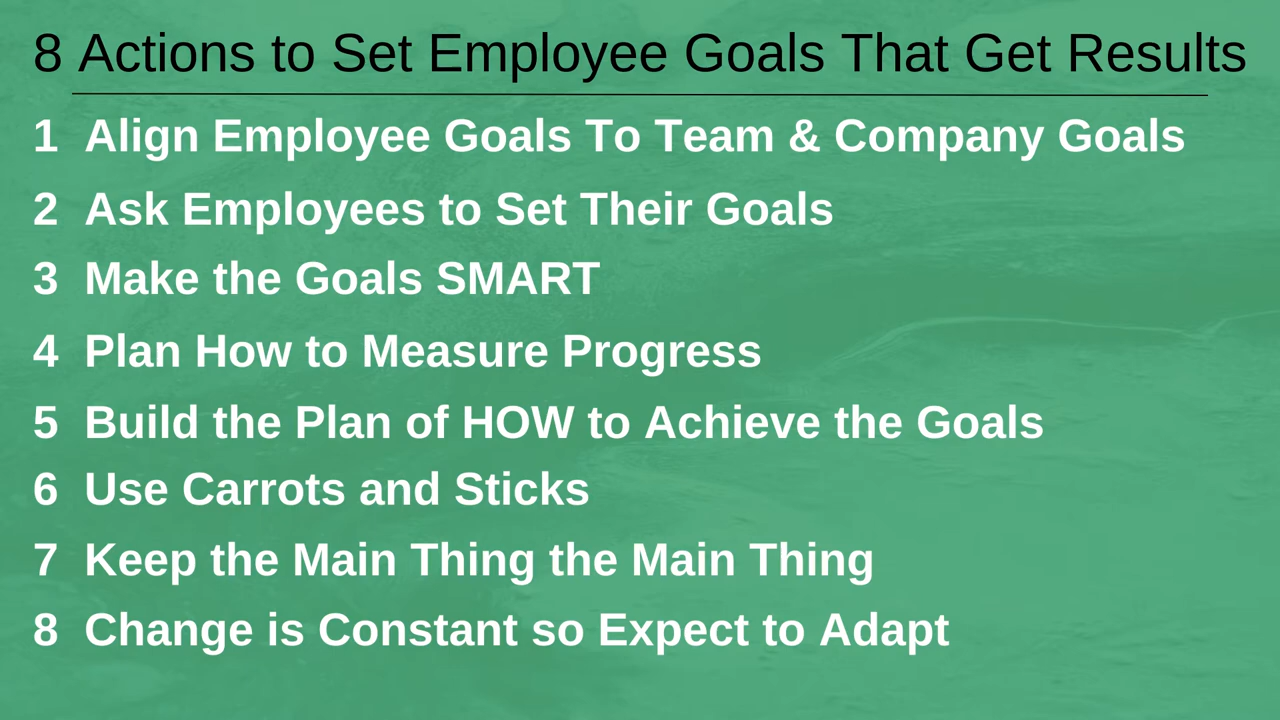 8 Actions to Set Employee Goals That Get Results
1 Align Employee Goals To Team & Company Goals
2 Ask Employees to Set Their Goals
3 Make the Goals SMART
4 Plan How to Measure Progress
5 Build the Plan of HOW to Achieve the Goals
6 Use Carrots and Sticks
7 Keep the Main Thing the Main Thing
8 Change is Constant so Expect to Adapt